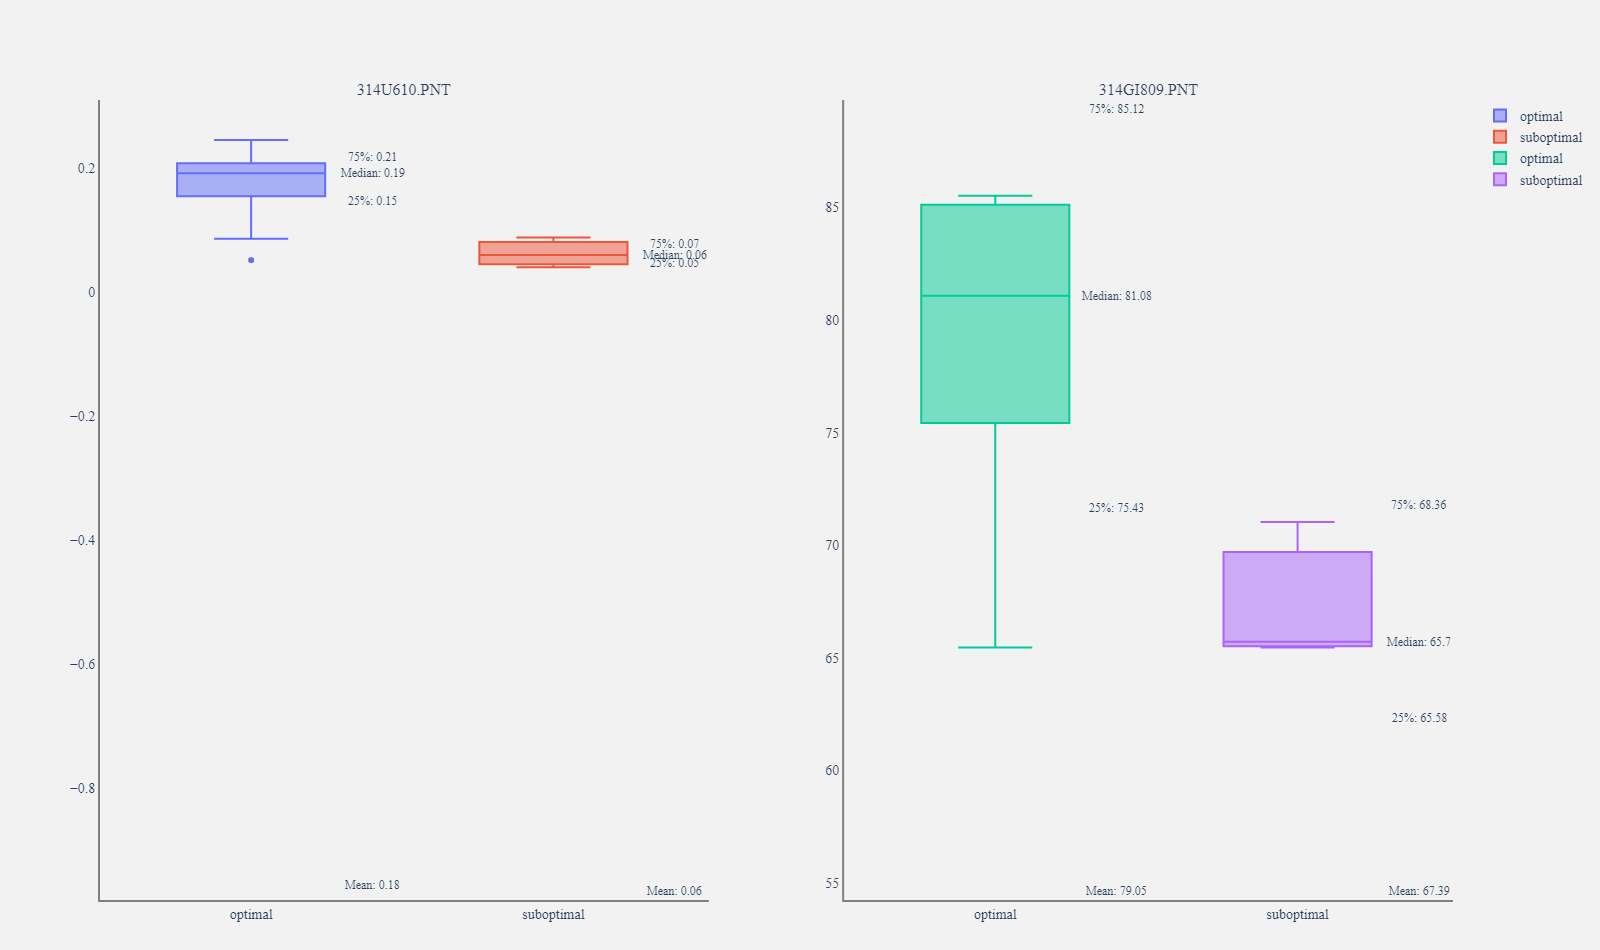 314U610.PNT
0.2
0
−0.2
−0.4
−0.6
−0.8
75%: 0.21
Median: 0.19
25%: 0.15
75%: 0.07
Median: 0.06
25%: 0.05
Mean: 0.18
Mean: 0.06
optimal
suboptimal
314GI809.PNT
85
80
75
70
65
60
55
75%: 85.12
Median: 81.08
25%: 75.43
75%: 68.36
Median: 65.7
25%: 65.58
Mean: 79.05
Mean: 67.39
optimal
suboptimal
optimal
suboptimal
optimal
suboptimal